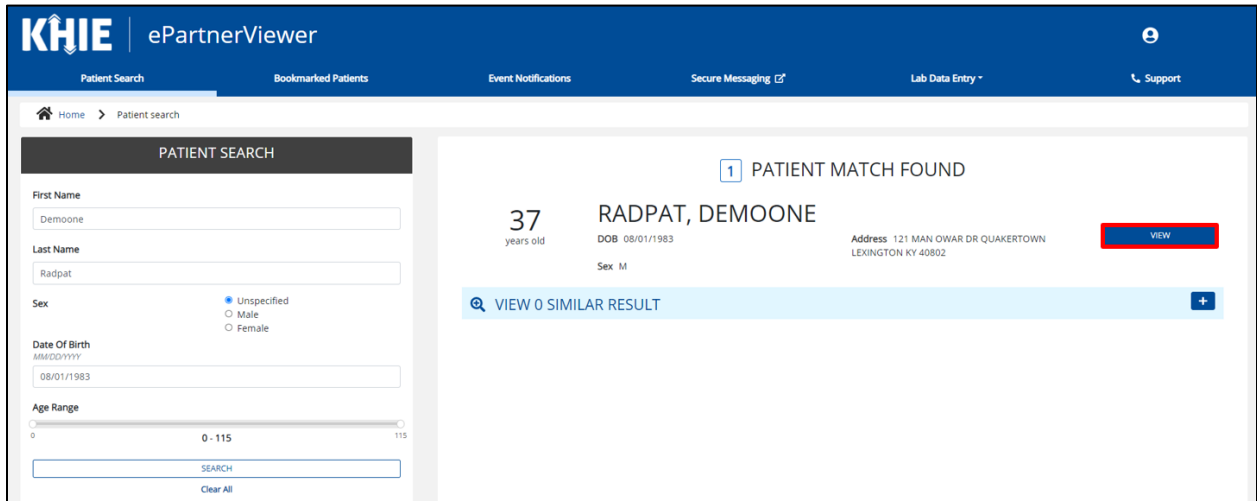 KHIE | ePartnerViewer
Patient Search Bookmarked Patients Event Notifications Secure Messaging Lab Data Entry Support
Home > Patient search
PATIENT SEARCH
First Name
Demoone
Last Name
Radpat
Sex
Unspecified
Male
Female
Date Of Birth
MM/DD/YYYY
08/01/1983
Age Range
0 0 - 115 115
SEARCH
Clear All
1 PATIENT MATCH FOUND
37
years old
RADPAT, DEMOONE
DOB 08/01/1983
Sex M
Address 121 MAN OWAR DR QUAKERTOWN
LEXINGTON KY 40802
VIEW
VIEW 0 SIMILAR RESULT +